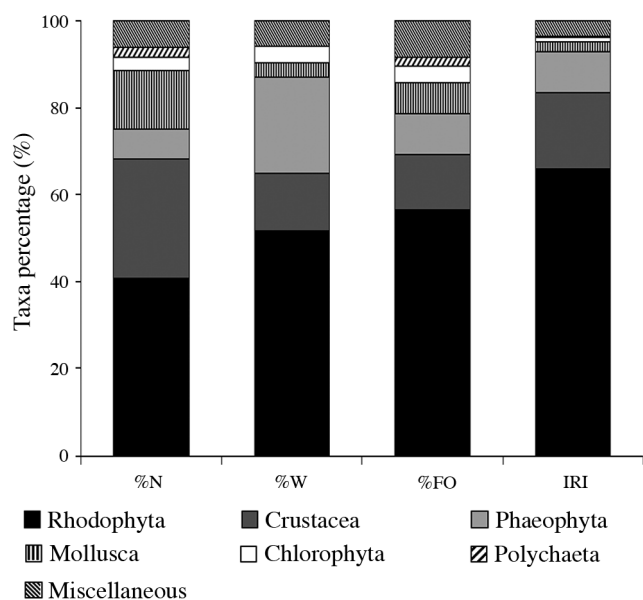 Taxa percentage (%)
100
80
60
40
20
0
%N %W %FO IRI
Rhodophyta Crustacea Phaeophyta
Mollusca Chlorophyta Polychaeta
Miscellaneous